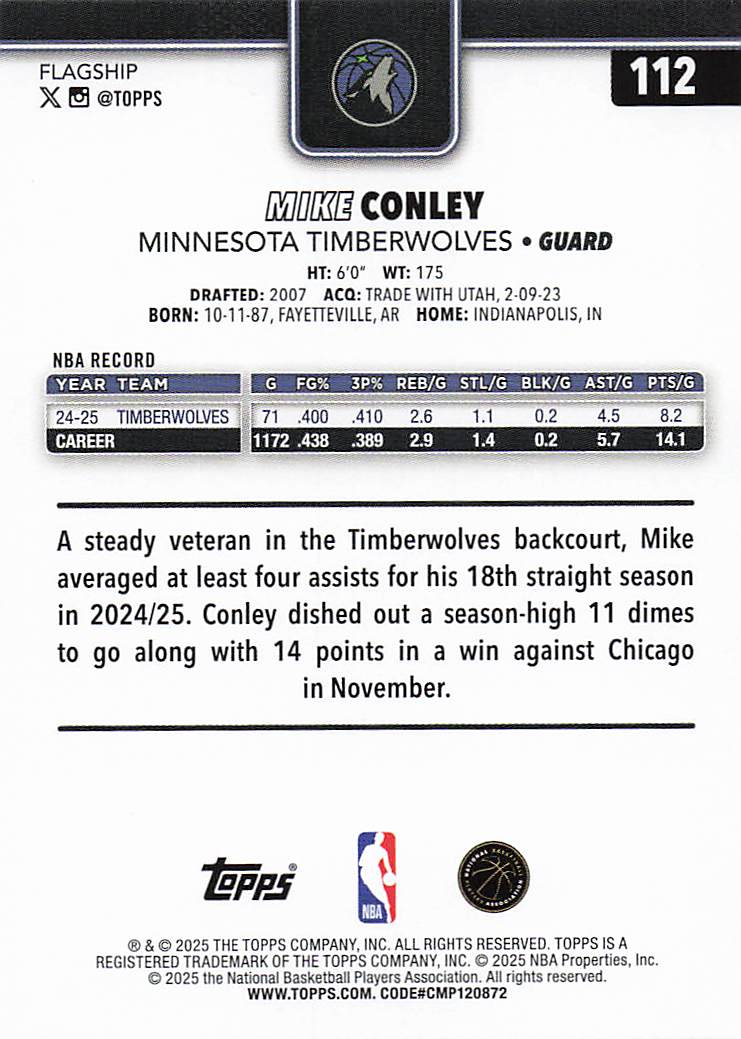 FLAGSHIP
@TOPPS
112
MIKE CONLEY
MINNESOTA TIMBERWOLVES • GUARD
HT: 6'0" WT: 175
DRAFTED: 2007 ACQ: TRADE WITH UTAH, 2-09-23
BORN: 10-11-87, FAYETTEVILLE, AR HOME: INDIANAPOLIS, IN
NBA RECORD
YEAR TEAM G FG% 3P% REB/G STL/G BLK/G AST/G PTS/G
24-25 TIMBERWOLVES 71 .400 .410 2.6 1.1 0.2 4.5 8.2
CAREER 1172 .438 .389 2.9 1.4 0.2 5.7 14.1
A steady veteran in the Timberwolves backcourt, Mike
averaged at least four assists for his 18th straight season
in 2024/25. Conley dished out a season-high 11 dimes
to go along with 14 points in a win against Chicago
in November.
topps®
NBA
NATIONAL BASKETBALL PLAYERS ASSOCIATION
® & © 2025 THE TOPPS COMPANY, INC. ALL RIGHTS RESERVED. TOPPS IS A
REGISTERED TRADEMARK OF THE TOPPS COMPANY, INC. © 2025 NBA Properties, Inc.
© 2025 the National Basketball Players Association. All rights reserved.
WWW.TOPPS.COM. CODE#CMP120872